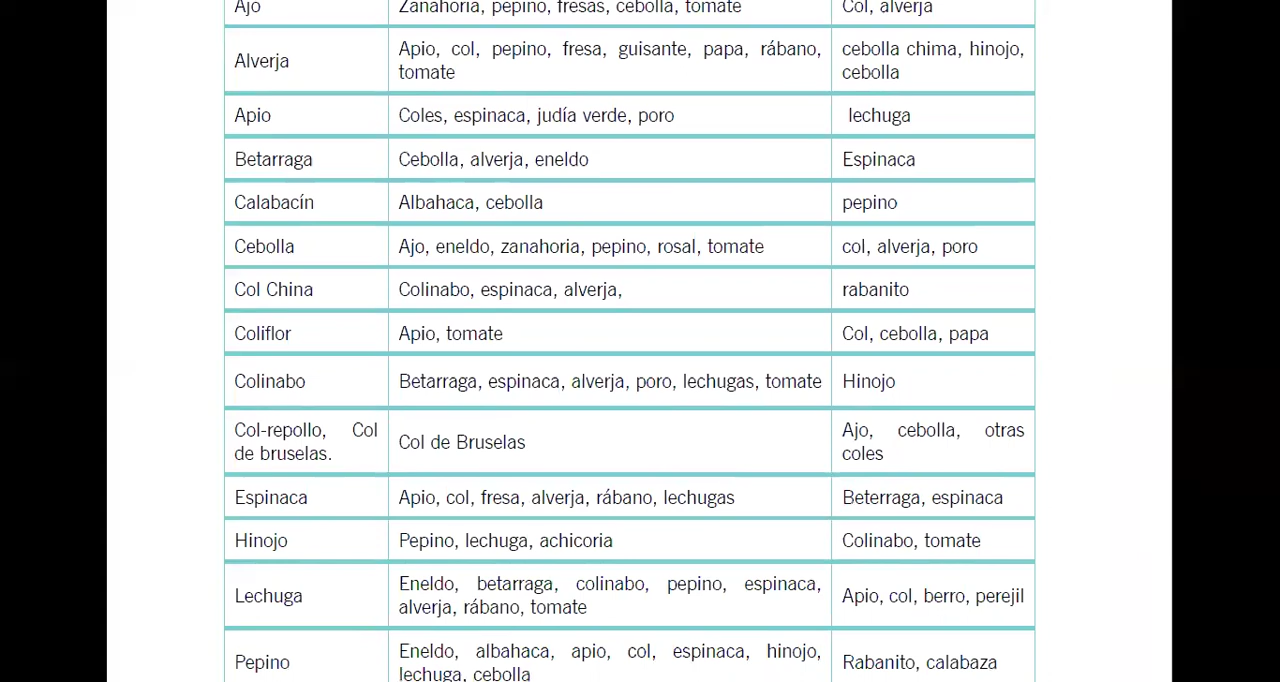 Ajo Zanahoria, pepino, fresas, cebolla, tomate Col, alverja
Alverja Apio, col, pepino, fresa, guisante, papa, rábano, tomate cebolla chima, hinojo, cebolla
Apio Coles, espinaca, judía verde, poro lechuga
Betarraga Cebolla, alverja, eneldo Espinaca
Calabacín Albahaca, cebolla pepino
Cebolla Ajo, eneldo, zanahoria, pepino, rosal, tomate col, alverja, poro
Col China Colinabo, espinaca, alverja, rabanito
Coliflor Apio, tomate Col, cebolla, papa
Colinabo Betarraga, espinaca, alverja, poro, lechugas, tomate Hinojo
Col-repollo, Col de bruselas. Col de Bruselas Ajo, cebolla, otras coles
Espinaca Apio, col, fresa, alverja, rábano, lechugas Beterraga, espinaca
Hinojo Pepino, lechuga, achicoria Colinabo, tomate
Lechuga Eneldo, betarraga, colinabo, pepino, espinaca, alverja, rábano, tomate Apio, col, berro, perejil
Pepino Eneldo, albahaca, apio, col, espinaca, hinojo, lechuga, cebolla Rabanito, calabaza